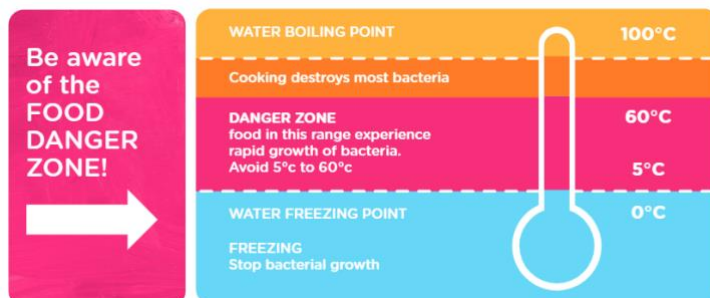 Be aware
of the
FOOD
DANGER
ZONE!
WATER BOILING POINT
100°C
Cooking destroys most bacteria
DANGER ZONE
60°C
food in this range experience
rapid growth of bacteria.
Avoid 5°c to 60°c
5°C
WATER FREEZING POINT
0°C
FREEZING
Stop bacterial growth